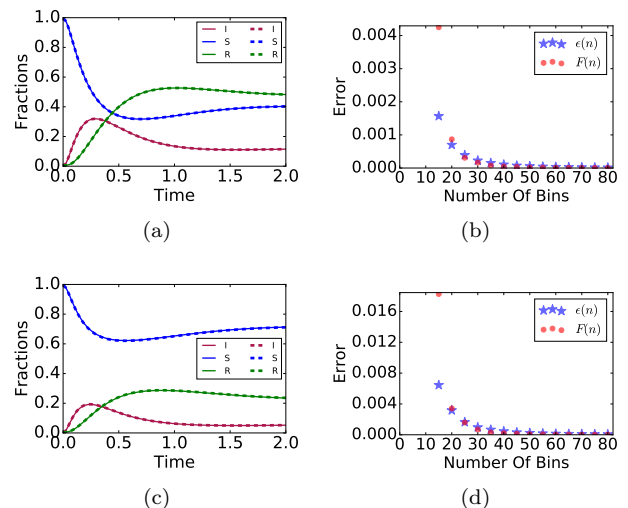 1.0
0.8
0.6
0.4
0.2
0.0
Fractions
I I
S S
R R
0.0 0.5 1.0 1.5 2.0
Time
(a)
0.004
0.003
0.002
0.001
0.000
Error
ϵ(n)
F(n)
0 10 20 30 40 50 60 70 80
Number Of Bins
(b)
1.0
0.8
0.6
0.4
0.2
0.0
Fractions
I I
S S
R R
0.0 0.5 1.0 1.5 2.0
Time
(c)
0.016
0.012
0.008
0.004
0.000
Error
ϵ(n)
F(n)
0 10 20 30 40 50 60 70 80
Number Of Bins
(d)